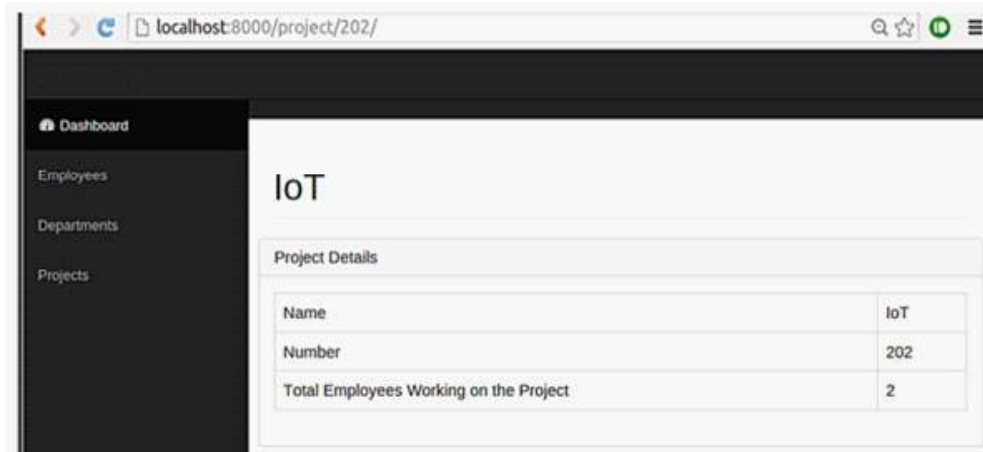 localhost:8000/project/202/
Dashboard
Employees
Departments
Projects
IoT
Project Details
Name IoT
Number 202
Total Employees Working on the Project 2